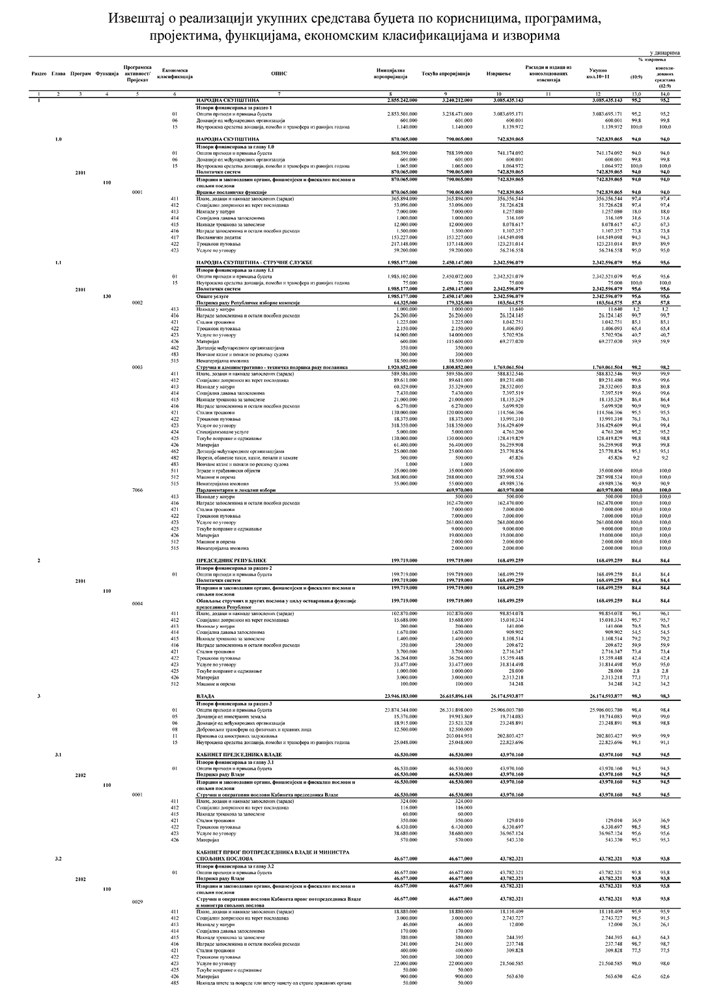 Извештај о реализацији укупних средстава буџета по корисницима, програмима,
пројектима, функцијама, економским класификацијама и изворима
у динарима
Раздео Глава Програм Функција Програмска активност/ Пројекат Економска класификација ОПИС Иницијална апропријација Текућа апропријација Извршење Расходи и издаци из консолидованих извештаја Укупно кол.10+11 % извршења (10:9) консоли-дованих средстава (12:9)
1 2 3 4 5 6 7 8 9 10 11 12 13,0 14,0
1 НАРОДНА СКУПШТИНА 2.855.242.000 3.240.212.000 3.085.435.143 3.085.435.143 95,2 95,2
Извори финансирања за раздео 1
01 Општи приходи и примања буџета 2.853.501.000 3.238.471.000 3.083.695.171 3.083.695.171 95,2 95,2
06 Донације од међународних организација 601.000 601.000 600.001 600.001 99,8 99,8
15 Неутрошена средства донација, помоћи и трансфера из ранијих година 1.140.000 1.140.000 1.139.972 1.139.972 100,0 100,0
1.0 НАРОДНА СКУПШТИНА 870.065.000 790.065.000 742.839.065 742.839.065 94,0 94,0
Извори финансирања за главу 1.0
01 Општи приходи и примања буџета 868.399.000 788.399.000 741.174.092 741.174.092 94,0 94,0
06 Донације од међународних организација 601.000 601.000 600.001 600.001 99,8 99,8
15 Неутрошена средства донација, помоћи и трансфера из ранијих година 1.065.000 1.065.000 1.064.972 1.064.972 100,0 100,0
2101 Политички систем 870.065.000 790.065.000 742.839.065 742.839.065 94,0 94,0
110 Извршни и законодавни органи, финансијски и фискални послови и спољни послови 870.065.000 790.065.000 742.839.065 742.839.065 94,0 94,0
0001 Вршење посланичке функције 870.065.000 790.065.000 742.839.065 742.839.065 94,0 94,0
411 Плате, додаци и накнаде запослених (зараде) 365.894.000 365.894.000 356.356.544 356.356.544 97,4 97,4
412 Социјални доприноси на терет послодавца 53.096.000 53.096.000 51.726.628 51.726.628 97,4 97,4
413 Накнаде у натури 7.000.000 7.000.000 1.257.080 1.257.080 18,0 18,0
414 Социјална давања запосленима 1.000.000 1.000.000 316.169 316.169 31,6 31,6
415 Накнаде трошкова за запослене 12.000.000 12.000.000 8.078.617 8.078.617 67,3 67,3
416 Награде запосленима и остали посебни расходи 1.500.000 1.500.000 1.107.357 1.107.357 73,8 73,8
417 Посланички додатак 153.227.000 153.227.000 144.549.098 144.549.098 94,3 94,3
422 Трошкови путовања 217.148.000 137.148.000 123.231.014 123.231.014 89,9 89,9
423 Услуге по уговору 59.200.000 59.200.000 56.216.558 56.216.558 95,0 95,0
1.1 НАРОДНА СКУПШТИНА - СТРУЧНЕ СЛУЖБЕ 1.985.177.000 2.450.147.000 2.342.596.079 2.342.596.079 95,6 95,6
Извори финансирања за главу 1.1
01 Општи приходи и примања буџета 1.985.102.000 2.450.072.000 2.342.521.079 2.342.521.079 95,6 95,6
15 Неутрошена средства донација, помоћи и трансфера из ранијих година 75.000 75.000 75.000 75.000 100,0 100,0
2101 Политички систем 1.985.177.000 2.450.147.000 2.342.596.079 2.342.596.079 95,6 95,6
130 Опште услуге 1.985.177.000 2.450.147.000 2.342.596.079 2.342.596.079 95,6 95,6
0002 Подршка раду Републичке изборне комисије 64.325.000 179.325.000 103.564.575 103.564.575 57,8 57,8
413 Накнаде у натури 1.000.000 1.000.000 11.640 11.640 1,2 1,2
416 Награде запосленима и остали посебни расходи 26.200.000 26.200.000 26.124.145 26.124.145 99,7 99,7
421 Стални трошкови 1.225.000 1.225.000 1.042.751 1.042.751 85,1 85,1
422 Трошкови путовања 2.150.000 2.150.000 1.406.093 1.406.093 65,4 65,4
423 Услуге по уговору 14.000.000 14.000.000 5.702.926 5.702.926 40,7 40,7
426 Материјал 600.000 115.600.000 69.277.020 69.277.020 59,9 59,9
462 Дотације међународним организацијама 350.000 350.000
483 Новчане казне и пенали по решењу судова 300.000 300.000
515 Нематеријална имовина 18.500.000 18.500.000
0003 Стручна и административно - техничка подршка раду посланика 1.920.852.000 1.800.852.000 1.769.061.504 1.769.061.504 98,2 98,2
411 Плате, додаци и накнаде запослених (зараде) 589.586.000 589.586.000 588.832.546 588.832.546 99,9 99,9
412 Социјални доприноси на терет послодавца 89.611.000 89.611.000 89.231.480 89.231.480 99,6 99,6
413 Накнаде у натури 60.329.000 35.329.000 28.532.005 28.532.005 80,8 80,8
414 Социјална давања запосленима 7.430.000 7.430.000 7.397.519 7.397.519 99,6 99,6
415 Накнаде трошкова за запослене 21.000.000 21.000.000 18.135.329 18.135.329 86,4 86,4
416 Награде запосленима и остали посебни расходи 6.270.000 6.270.000 5.699.920 5.699.920 90,9 90,9
421 Стални трошкови 130.000.000 120.000.000 114.566.306 114.566.306 95,5 95,5
422 Трошкови путовања 18.375.000 18.375.000 13.991.310 13.991.310 76,1 76,1
423 Услуге по уговору 318.350.000 318.350.000 316.429.609 316.429.609 99,4 99,4
424 Специјализоване услуге 5.000.000 5.000.000 4.761.200 4.761.200 95,2 95,2
425 Текуће поправке и одржавање 130.000.000 130.000.000 128.419.829 128.419.829 98,8 98,8
426 Материјал 61.400.000 56.400.000 56.259.908 56.259.908 99,8 99,8
462 Дотације међународним организацијама 25.000.000 25.000.000 23.770.856 23.770.856 95,1 95,1
482 Порези, обавезне таксе, казне, пенали и камате 500.000 500.000 45.826 45.826 9,2 9,2
483 Новчане казне и пенали по решењу судова 1.000 1.000
511 Зграде и грађевински објекти 35.000.000 35.000.000 35.000.000 35.000.000 100,0 100,0
512 Машине и опрема 368.000.000 288.000.000 287.998.524 287.998.524 100,0 100,0
515 Нематеријална имовина 55.000.000 55.000.000 49.989.336 49.989.336 90,9 90,9
7066 Парламентарни и локални избори 469.970.000 469.970.000 469.970.000 100,0 100,0
413 Накнаде у натури 500.000 500.000 500.000 100,0 100,0
416 Награде запосленима и остали посебни расходи 162.470.000 162.470.000 162.470.000 100,0 100,0
421 Стални трошкови 7.000.000 7.000.000 7.000.000 100,0 100,0
422 Трошкови путовања 7.000.000 7.000.000 7.000.000 100,0 100,0
423 Услуге по уговору 261.000.000 261.000.000 261.000.000 100,0 100,0
425 Текуће поправке и одржавање 9.000.000 9.000.000 9.000.000 100,0 100,0
426 Материјал 19.000.000 19.000.000 19.000.000 100,0 100,0
512 Машине и опрема 2.000.000 2.000.000 2.000.000 100,0 100,0
515 Нематеријална имовина 2.000.000 2.000.000 2.000.000 100,0 100,0
2 ПРЕДСЕДНИК РЕПУБЛИКЕ 199.719.000 199.719.000 168.499.259 168.499.259 84,4 84,4
Извори финансирања за раздео 2
01 Општи приходи и примања буџета 199.719.000 199.719.000 168.499.259 168.499.259 84,4 84,4
2101 Политички систем 199.719.000 199.719.000 168.499.259 168.499.259 84,4 84,4
110 Извршни и законодавни органи, финансијски и фискални послови и спољни послови 199.719.000 199.719.000 168.499.259 168.499.259 84,4 84,4
0004 Обављање стручних и других послова у циљу остваривања функције председника Републике 199.719.000 199.719.000 168.499.259 168.499.259 84,4 84,4
411 Плате, додаци и накнаде запослених (зараде) 102.870.000 102.870.000 98.854.078 98.854.078 96,1 96,1
412 Социјални доприноси на терет послодавца 15.688.000 15.688.000 15.010.334 15.010.334 95,7 95,7
413 Накнаде у натури 200.000 200.000 141.000 141.000 70,5 70,5
414 Социјална давања запосленима 1.670.000 1.670.000 909.902 909.902 54,5 54,5
415 Накнаде трошкова за запослене 1.400.000 1.400.000 1.108.514 1.108.514 79,2 79,2
416 Награде запосленима и остали посебни расходи 350.000 350.000 209.672 209.672 59,9 59,9
421 Стални трошкови 3.700.000 3.700.000 2.716.347 2.716.347 73,4 73,4
422 Трошкови путовања 36.264.000 36.264.000 15.359.448 15.359.448 42,4 42,4
423 Услуге по уговору 33.477.000 33.477.000 31.814.498 31.814.498 95,0 95,0
425 Текуће поправке и одржавање 1.000.000 1.000.000 28.000 28.000 2,8 2,8
426 Материјал 3.000.000 3.000.000 2.313.218 2.313.218 77,1 77,1
512 Машине и опрема 100.000 100.000 34.248 34.248 34,2 34,2
3 ВЛАДА 23.946.183.000 26.615.896.148 26.174.593.877 26.174.593.877 98,3 98,3
Извори финансирања за раздео 3
01 Општи приходи и примања буџета 23.874.344.000 26.331.898.000 25.906.003.780 25.906.003.780 98,4 98,4
05 Донације од иностраних земаља 15.376.000 19.913.869 19.714.083 19.714.083 99,0 99,0
06 Донације од међународних организација 18.915.000 23.521.328 23.248.891 23.248.891 98,8 98,8
08 Добровољни трансфери од физичких и правних лица 12.500.000 12.500.000
11 Примања од иностраних задуживања 203.014.951 202.803.427 202.803.427 99,9 99,9
15 Неутрошена средства донација, помоћи и трансфера из ранијих година 25.048.000 25.048.000 22.823.696 22.823.696 91,1 91,1
3.1 КАБИНЕТ ПРЕДСЕДНИКА ВЛАДЕ 46.530.000 46.530.000 43.970.160 43.970.160 94,5 94,5
Извори финансирања за главу 3.1
01 Општи приходи и примања буџета 46.530.000 46.530.000 43.970.160 43.970.160 94,5 94,5
2102 Подршка раду Владе 46.530.000 46.530.000 43.970.160 43.970.160 94,5 94,5
110 Извршни и законодавни органи, финансијски и фискални послови и спољни послови 46.530.000 46.530.000 43.970.160 43.970.160 94,5 94,5
0001 Стручни и оперативни послови Кабинета председника Владе 46.530.000 46.530.000 43.970.160 43.970.160 94,5 94,5
411 Плате, додаци и накнаде запослених (зараде) 324.000 324.000
412 Социјални доприноси на терет послодавца 116.000 116.000
415 Накнаде трошкова за запослене 60.000 60.000
421 Стални трошкови 350.000 350.000 129.010 129.010 36,9 36,9
422 Трошкови путовања 6.430.000 6.430.000 6.330.697 6.330.697 98,5 98,5
423 Услуге по уговору 38.680.000 38.680.000 36.967.124 36.967.124 95,6 95,6
426 Материјал 570.000 570.000 543.330 543.330 95,3 95,3
3.2 КАБИНЕТ ПРВОГ ПОТПРЕДСЕДНИКА ВЛАДЕ И МИНИСТРА СПОЉНИХ ПОСЛОВА 46.677.000 46.677.000 43.782.321 43.782.321 93,8 93,8
Извори финансирања за главу 3.2
01 Општи приходи и примања буџета 46.677.000 46.677.000 43.782.321 43.782.321 93,8 93,8
2102 Подршка раду Владе 46.677.000 46.677.000 43.782.321 43.782.321 93,8 93,8
110 Извршни и законодавни органи, финансијски и фискални послови и спољни послови 46.677.000 46.677.000 43.782.321 43.782.321 93,8 93,8
0029 Стручни и оперативни послови Кабинета првог потпредседника Владе и министра спољних послова 46.677.000 46.677.000 43.782.321 43.782.321 93,8 93,8
411 Плате, додаци и накнаде запослених (зараде) 18.880.000 18.880.000 18.110.409 18.110.409 95,9 95,9
412 Социјални доприноси на терет послодавца 3.000.000 3.000.000 2.743.727 2.743.727 91,5 91,5
413 Накнаде у натури 46.000 46.000 12.000 12.000 26,1 26,1
414 Социјална давања запосленима 170.000 170.000
415 Накнаде трошкова за запослене 380.000 380.000 244.395 244.395 64,3 64,3
416 Награде запосленима и остали посебни расходи 241.000 241.000 237.748 237.748 98,7 98,7
421 Стални трошкови 400.000 400.000 309.828 309.828 77,5 77,5
422 Трошкови путовања 300.000 300.000
423 Услуге по уговору 22.000.000 22.000.000 21.560.585 21.560.585 98,0 98,0
425 Текуће поправке и одржавање 50.000 50.000
426 Материјал 900.000 900.000 563.630 563.630 62,6 62,6
485 Накнада штете за повреде или штету нанету од стране државних органа 50.000 50.000